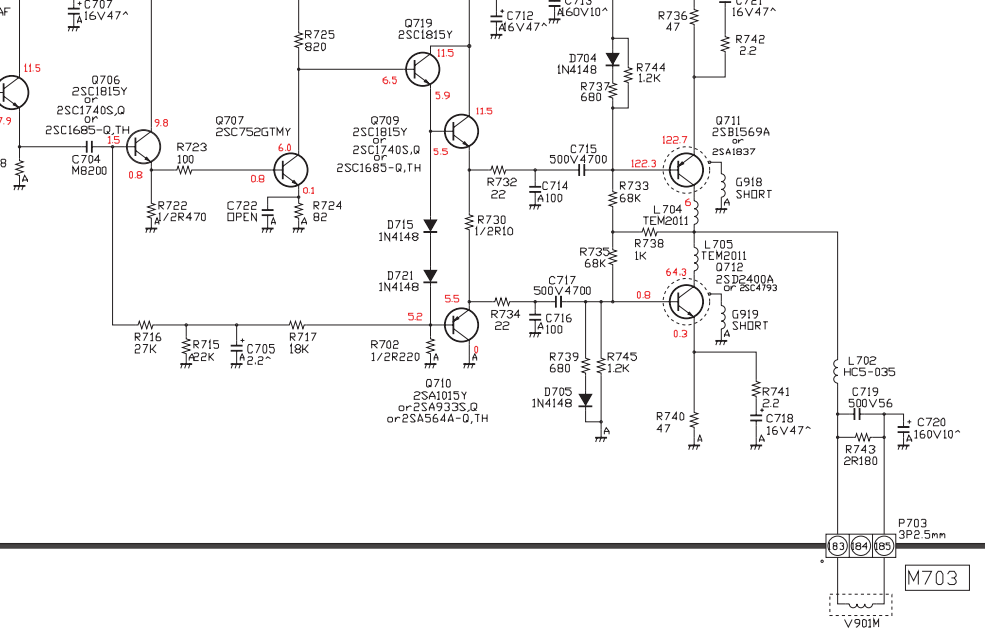 AF
C707
16V47^
A
11.5
7.9
8
A
Q706
2SC1815Y
or
2SC1740S,Q
or
2SC1685-Q,TH
9.8
1.5
0.8
C704
M8200
R723
100
R722
1/2R470
A
Q707
2SC752GTMY
6.0
0.8
0.1
C722
OPEN
A
R724
82
A
R725
820
Q719
2SC1815Y
11.5
6.5
5.9
Q709
2SC1815Y
or
2SC1740S,Q
or
2SC1685-Q,TH
11.5
5.5
C712
16V47^
A
C713
160V10^
A
D715
1N4148
D721
1N4148
R730
1/2R10
R732
22
C714
100
A
C715
500V4700
D704
1N4148
R744
1.2K
R737
680
R736
47
C721
16V47^
R742
2.2
Q711
2SB1569A
or
2SA1837
122.7
122.3
6
G918
SHORT
A
R733
68K
L704
TEM2011
R738
1K
R735
68K
L705
TEM2011
Q712
2SD2400A
or 2SC4793
64.3
0.8
0.3
G919
SHORT
A
C717
500V4700
C716
100
A
R734
22
5.5
5.2
0
A
R716
27K
R715
22K
A
C705
2.2^
A
R717
18K
R702
1/2R220
A
Q710
2SA1015Y
or2SA933S,Q
or2SA564A-Q,TH
R739
680
R745
1.2K
D705
1N4148
A
R740
47
A
R741
2.2
C718
16V47^
A
L702
HC5-035
C719
500V56
C720
160V10^
A
R743
2R180
P703
3P2.5mm
183 184 185
M703
V901M